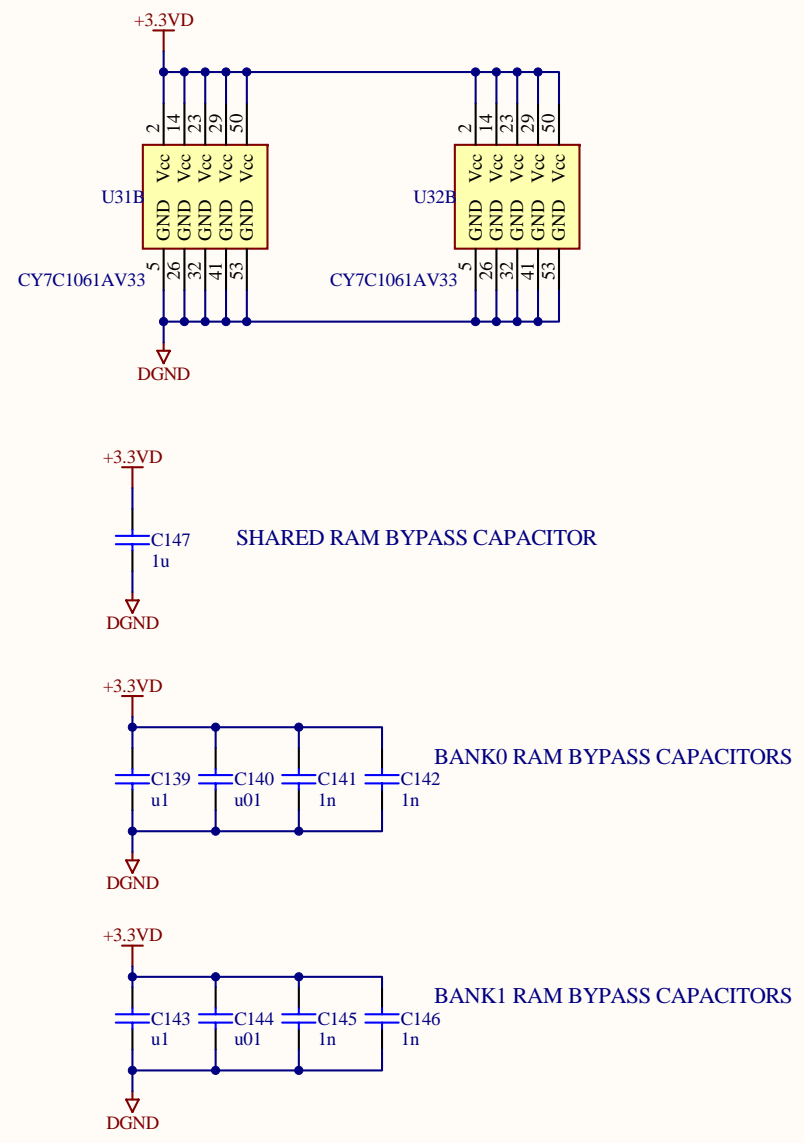 +3.3VD
2 14 23 29 50
2 14 23 29 50
Vcc Vcc Vcc Vcc Vcc
Vcc Vcc Vcc Vcc Vcc
U31B
U32B
GND GND GND GND GND
GND GND GND GND GND
5 26 32 41 53
5 26 32 41 53
CY7C1061AV33
CY7C1061AV33
DGND
+3.3VD
C147
1u
SHARED RAM BYPASS CAPACITOR
DGND
+3.3VD
BANK0 RAM BYPASS CAPACITORS
C139 C140 C141 C142
u1 u01 1n 1n
DGND
+3.3VD
BANK1 RAM BYPASS CAPACITORS
C143 C144 C145 C146
u1 u01 1n 1n
DGND